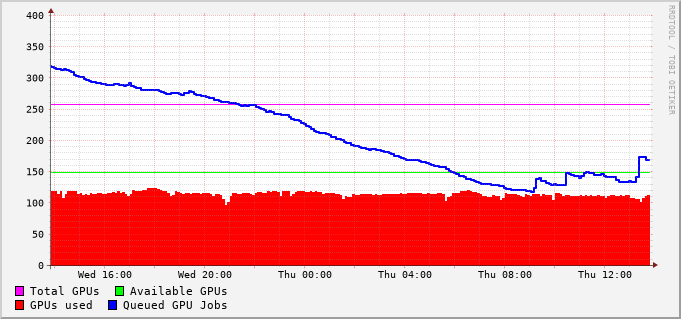 400
350
300
250
200
150
100
50
0
Wed 16:00 Wed 20:00 Thu 00:00 Thu 04:00 Thu 08:00 Thu 12:00
Total GPUs Available GPUs
GPUs used Queued GPU Jobs
RRDTOOL / TOBI OETIKER